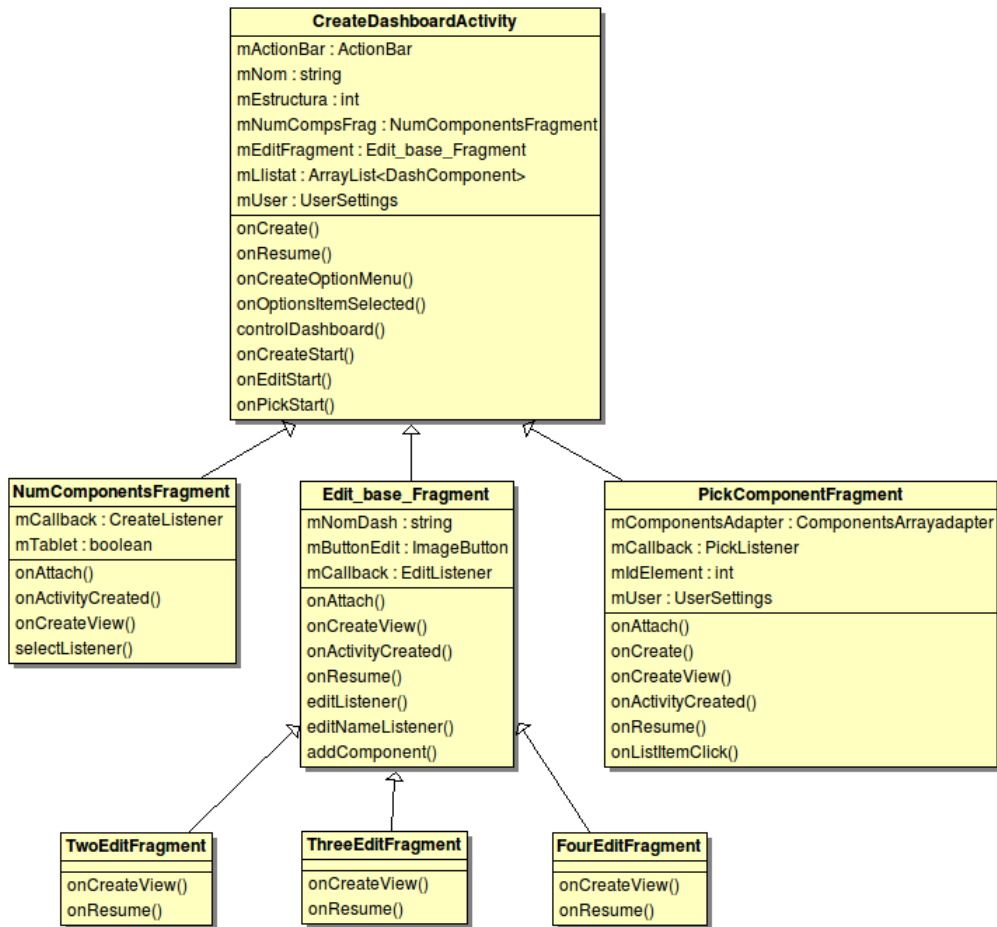 CreateDashboardActivity
mActionBar : ActionBar
mNom : string
mEstructura : int
mNumCompsFrag : NumComponentsFragment
mEditFragment : Edit_base_Fragment
mLlistat : ArrayList<DashComponent>
mUser : UserSettings
onCreate()
onResume()
onCreateOptionMenu()
onOptionsItemSelected()
controlDashboard()
onCreateStart()
onEditStart()
onPickStart()
NumComponentsFragment
mCallback : CreateListener
mTablet : boolean
onAttach()
onActivityCreated()
onCreateView()
selectListener()
Edit_base_Fragment
mNomDash : string
mButtonEdit : ImageButton
mCallback : EditListener
onAttach()
onCreateView()
onActivityCreated()
onResume()
editListener()
editNameListener()
addComponent()
PickComponentFragment
mComponentsAdapter : ComponentsArrayadapter
mCallback : PickListener
mIdElement : int
mUser : UserSettings
onAttach()
onCreate()
onCreateView()
onActivityCreated()
onResume()
onListItemClick()
TwoEditFragment
onCreateView()
onResume()
ThreeEditFragment
onCreateView()
onResume()
FourEditFragment
onCreateView()
onResume()